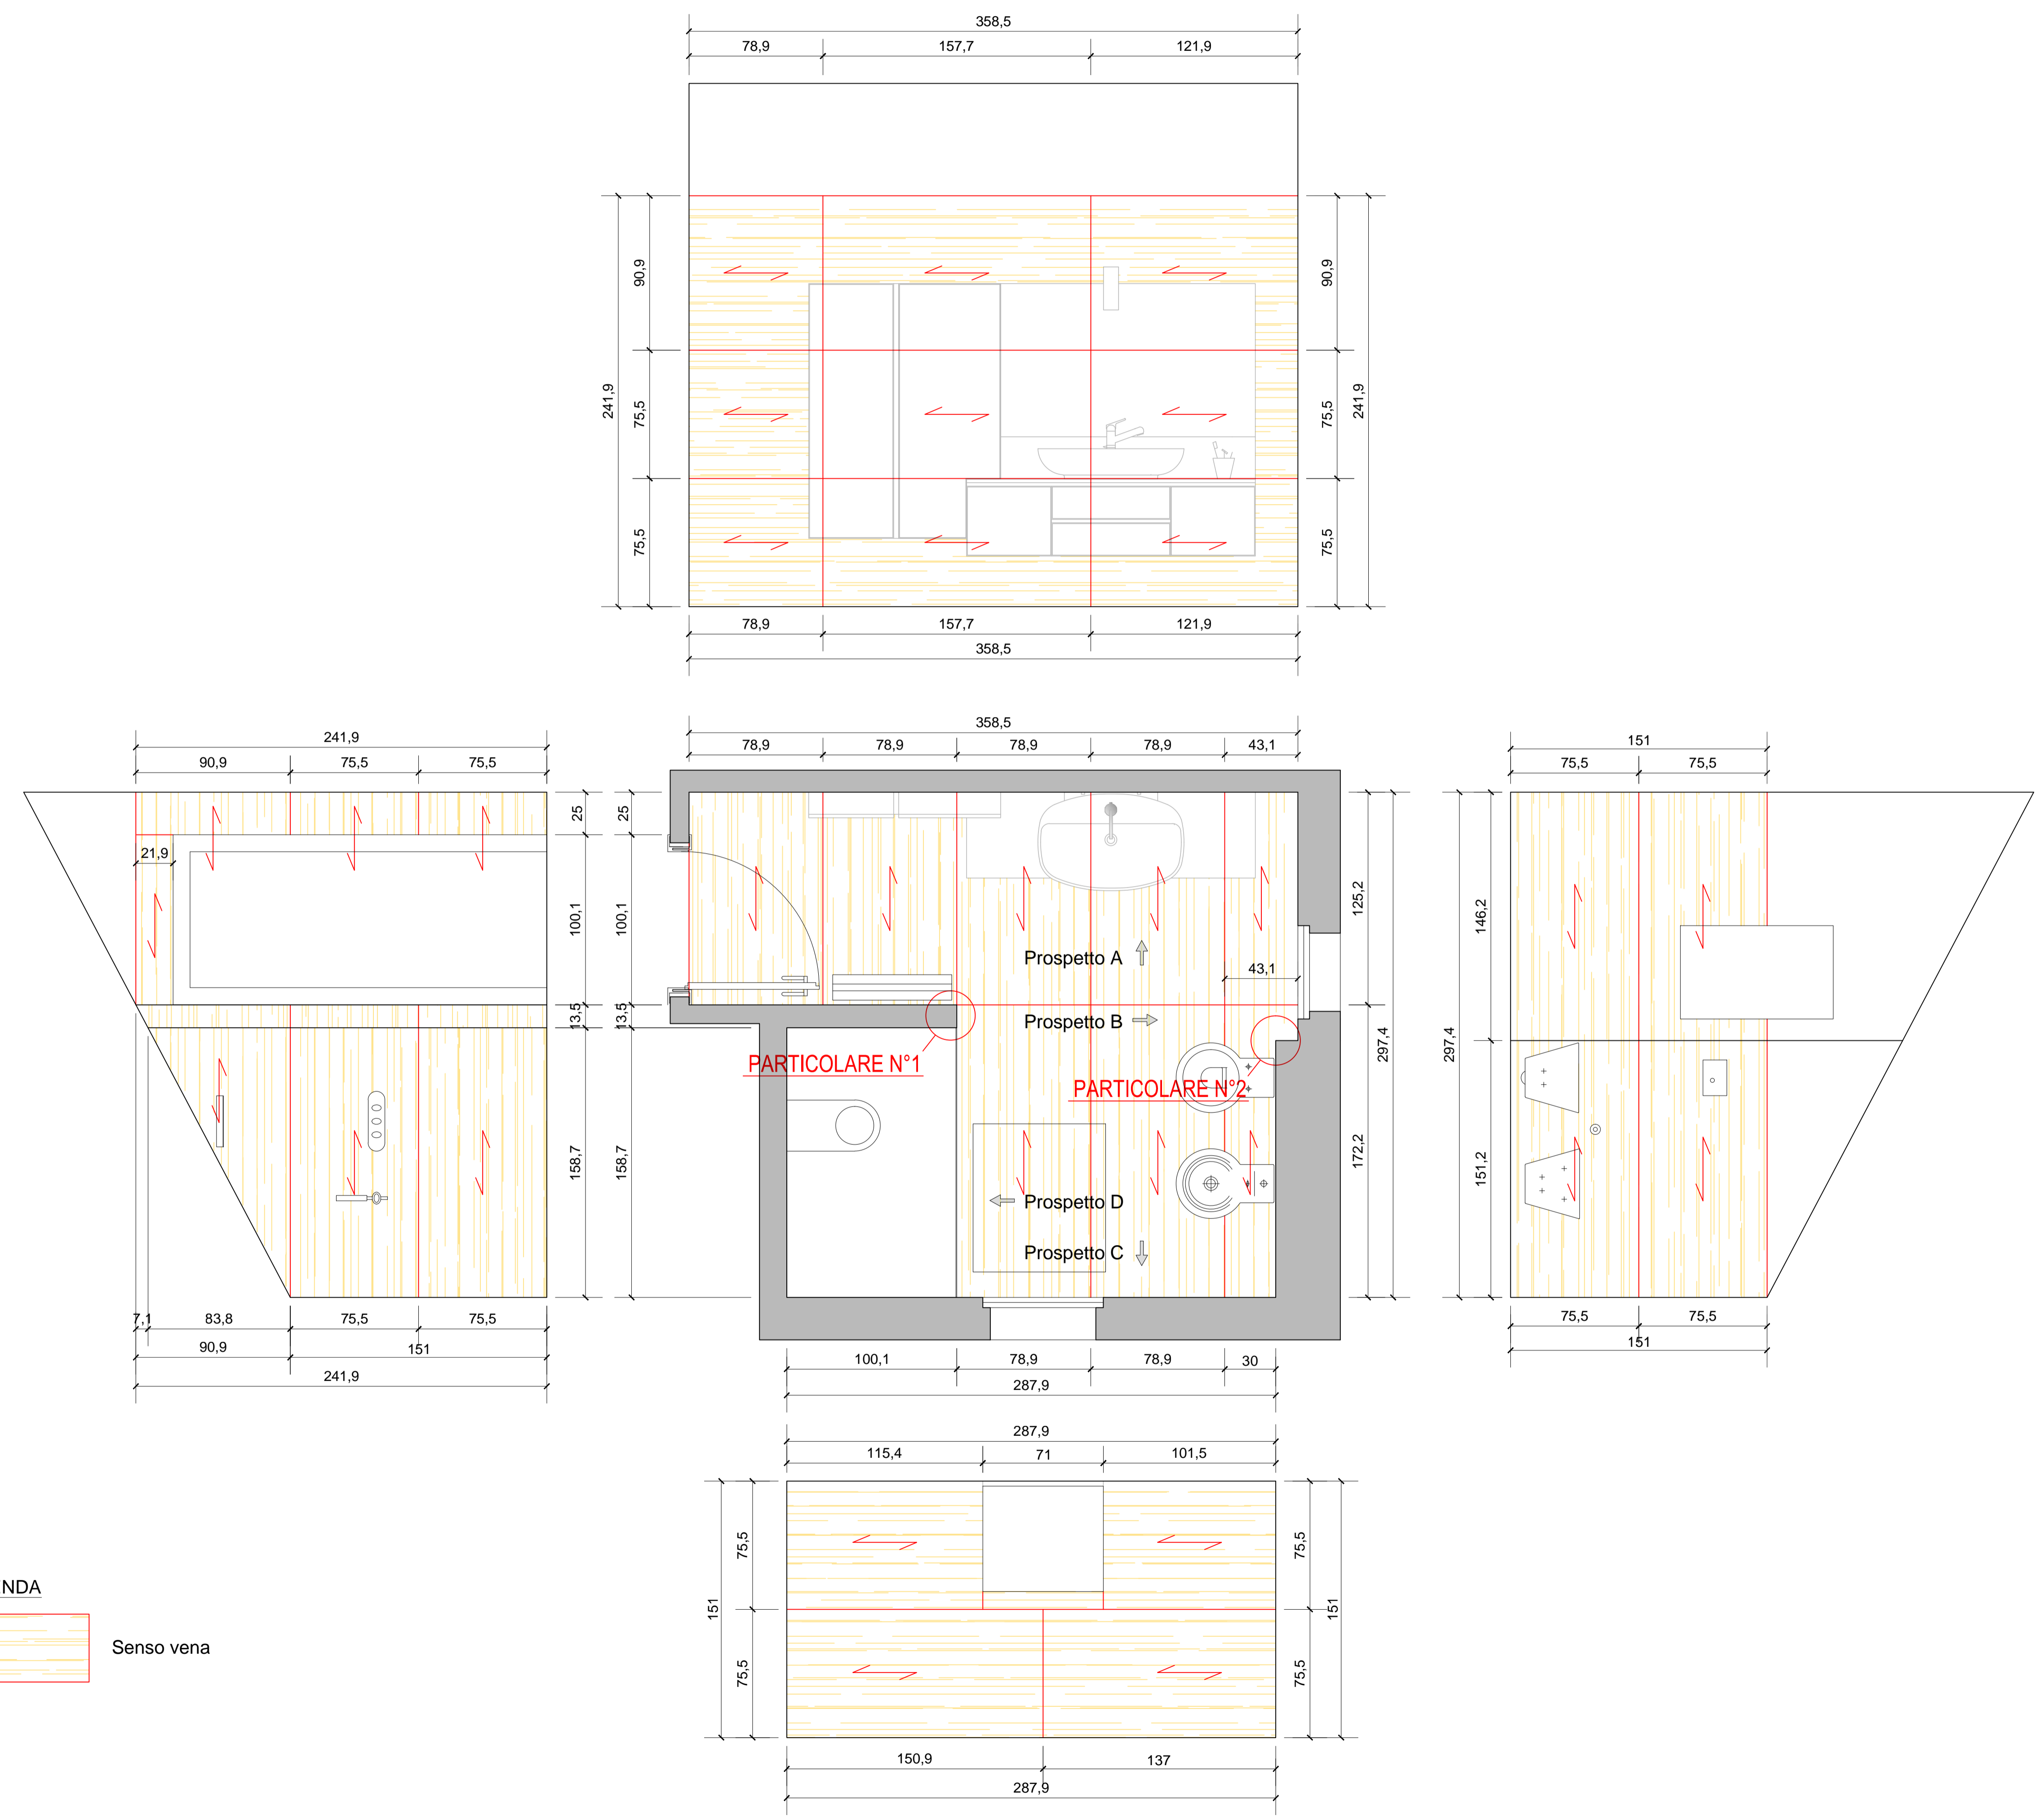 358,5
78,9 157,7 121,9
90,9
75,5
75,5
241,9
90,9
75,5
75,5
241,9
78,9 157,7 121,9
358,5
241,9
90,9 75,5 75,5
21,9
25
100,1
13,5
158,7
7,1 83,8 75,5 75,5
90,9 151
241,9
358,5
78,9 78,9 78,9 78,9 43,1
25
100,1
13,5
158,7
125,2
172,2
297,4
43,1
Prospetto A
Prospetto B
PARTICOLARE N°1
PARTICOLARE N°2
Prospetto D
Prospetto C
100,1 78,9 78,9 30
287,9
151
75,5 75,5
146,2
151,2
297,4
75,5 75,5
151
287,9
115,4 71 101,5
75,5
75,5
151
75,5
75,5
151
150,9 137
287,9
ENDA
Senso vena